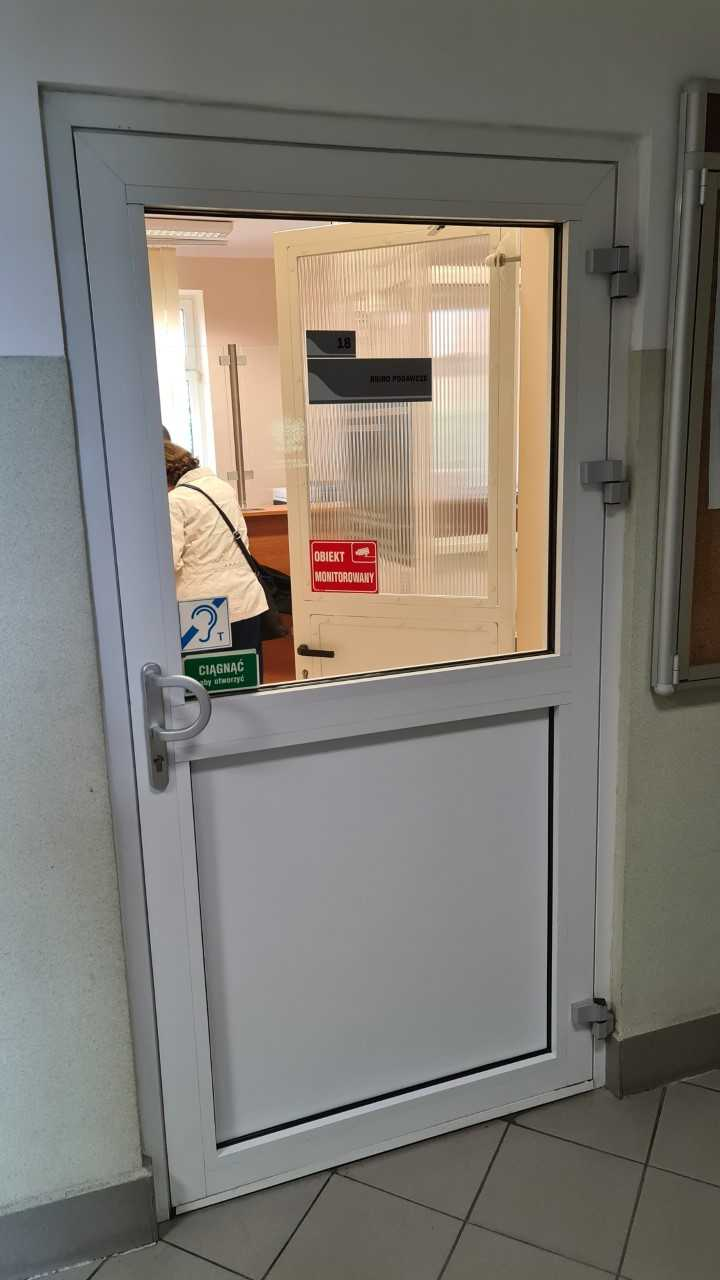 18
BIURO PODAWCZE
OBIEKT
MONITOROWANY
T
CIĄGNĄĆ
aby otworzyć